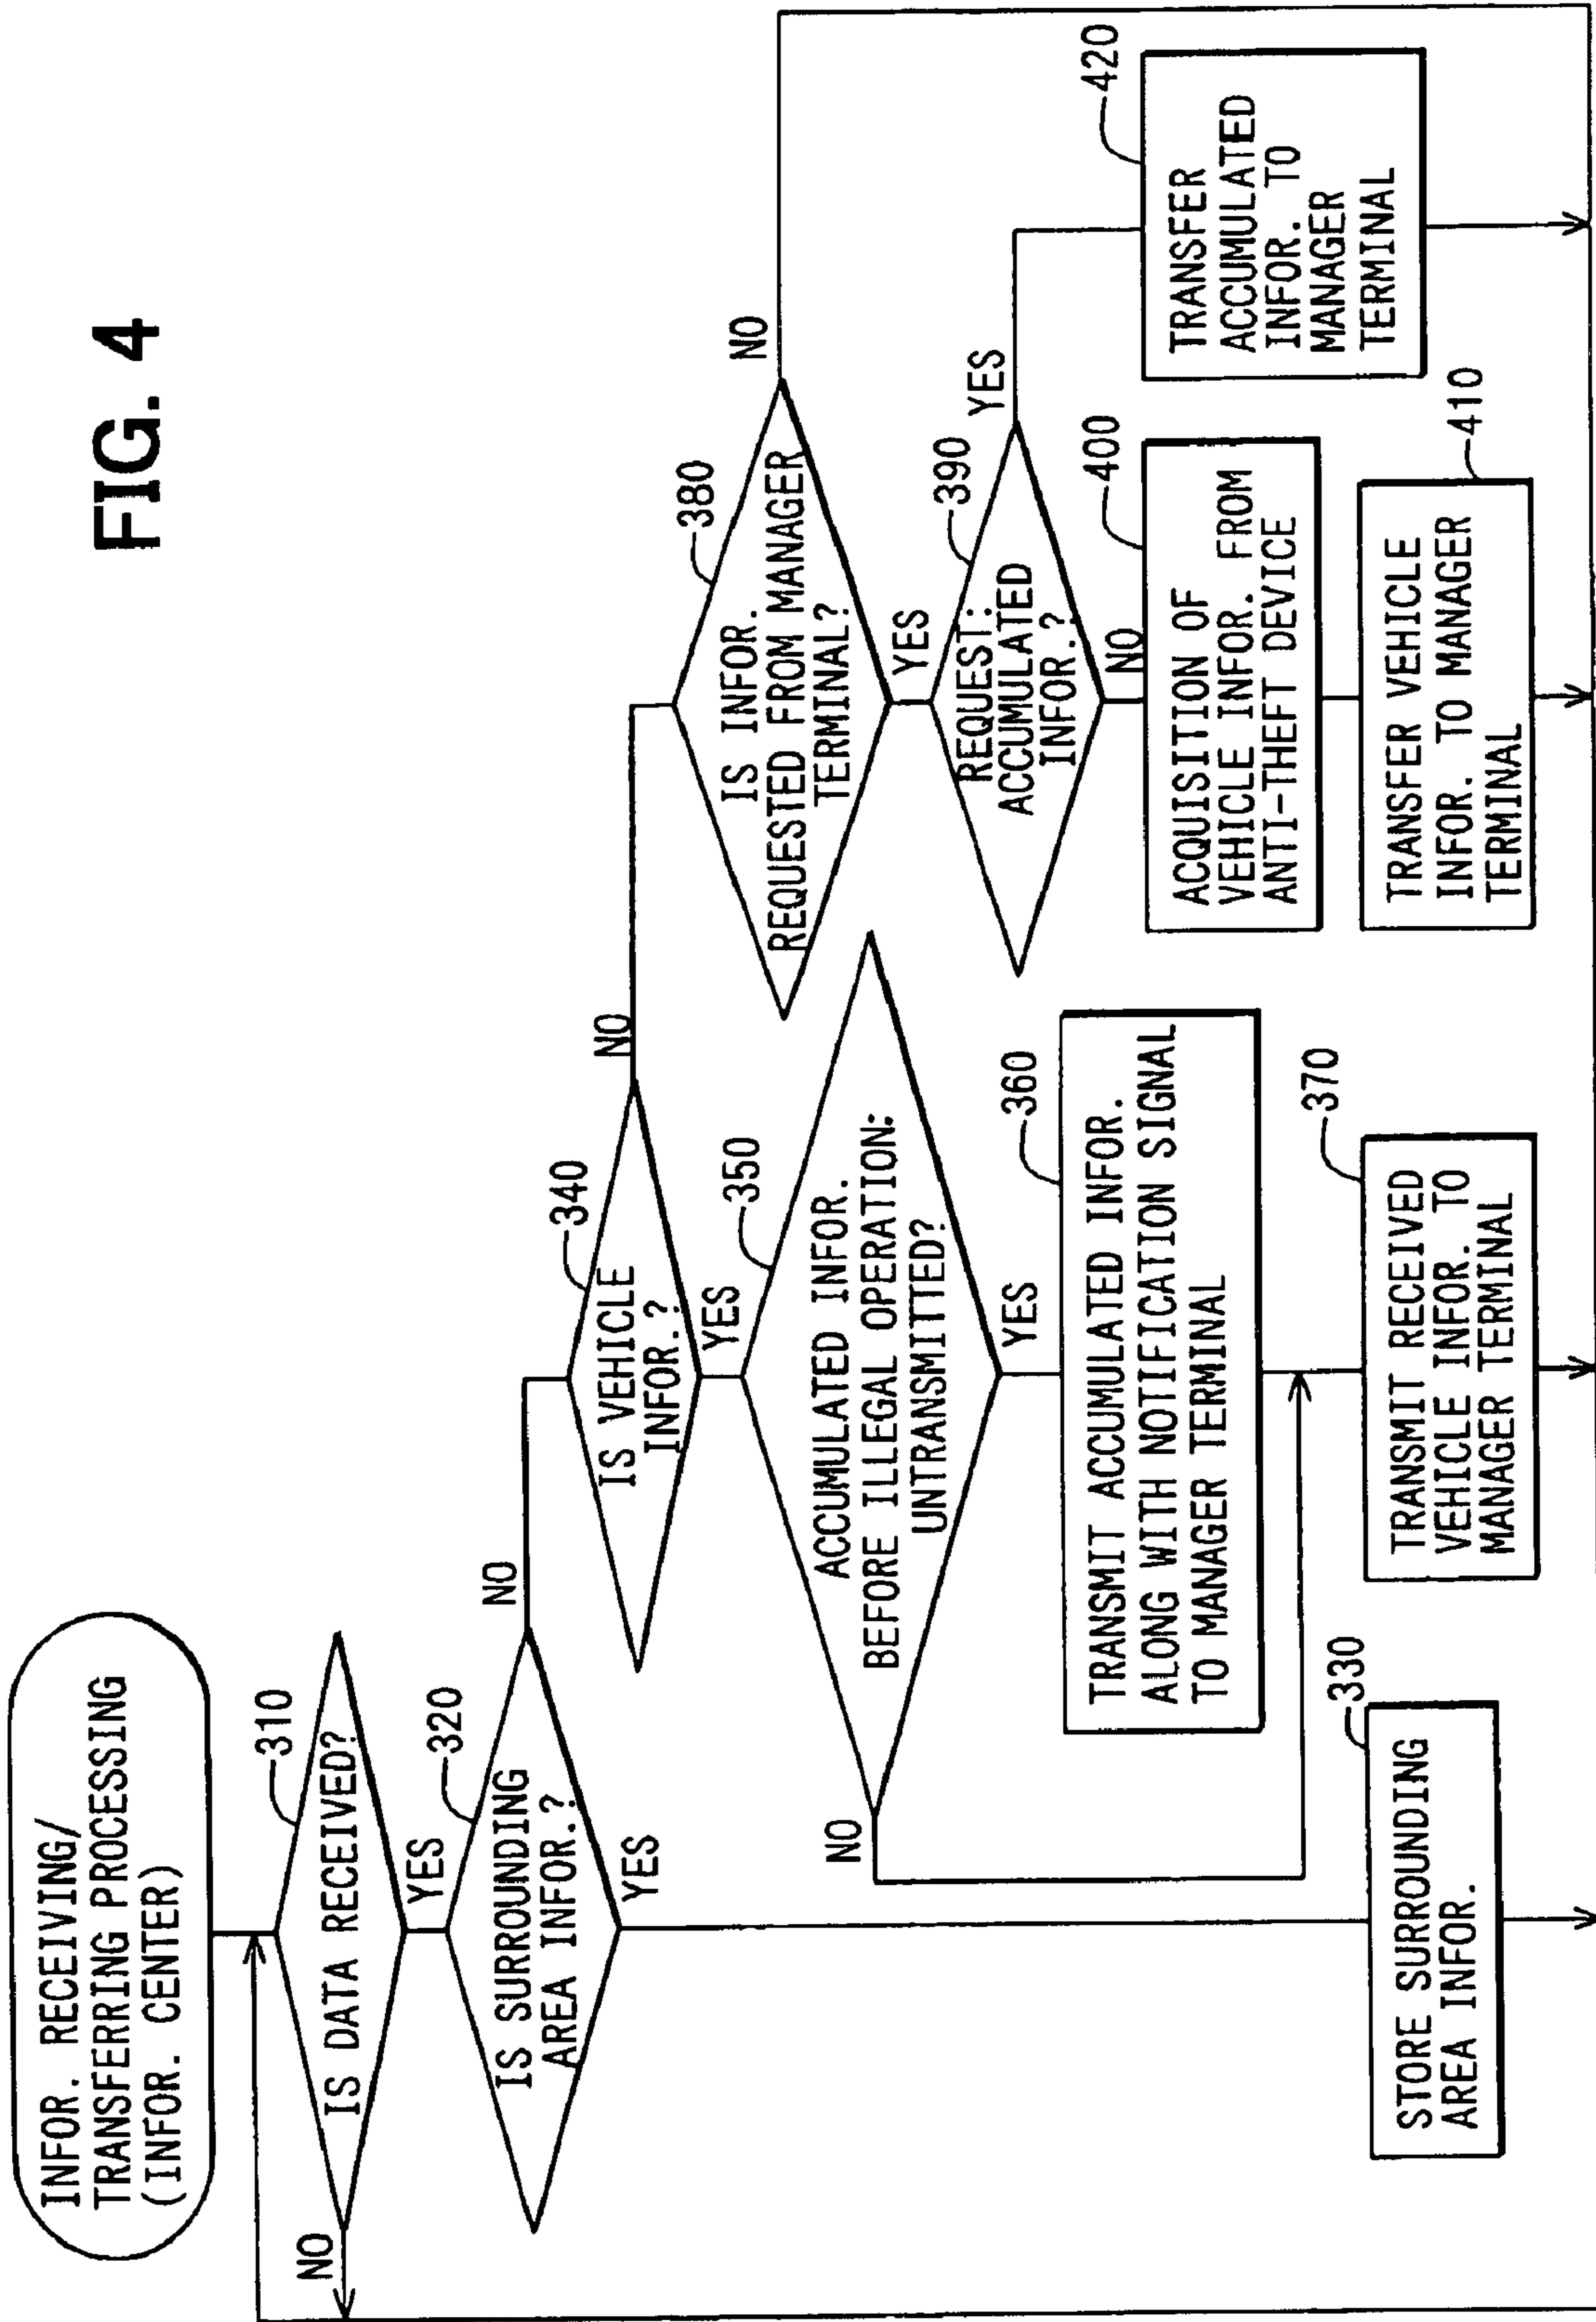 FIG. 4
INFOR. RECEIVING/
TRANSFERRING PROCESSING
(INFOR. CENTER)
310
IS DATA RECEIVED?
NO
YES
320
IS SURROUNDING
AREA INFOR.?
NO
YES
330
STORE SURROUNDING
AREA INFOR.
340
IS VEHICLE
INFOR.?
NO
YES
350
ACCUMULATED INFOR.
BEFORE ILLEGAL OPERATION:
UNTRANSMITTED?
NO
YES
360
TRANSMIT ACCUMULATED INFOR.
ALONG WITH NOTIFICATION SIGNAL
TO MANAGER TERMINAL
370
TRANSMIT RECEIVED
VEHICLE INFOR. TO
MANAGER TERMINAL
380
IS INFOR.
REQUESTED FROM MANAGER
TERMINAL?
NO
YES
390
REQUEST:
ACCUMULATED
INFOR.?
YES
NO
400
ACQUISITION OF
VEHICLE INFOR. FROM
ANTI-THEFT DEVICE
410
TRANSFER VEHICLE
INFOR. TO MANAGER
TERMINAL
420
TRANSFER
ACCUMULATED
INFOR. TO
MANAGER
TERMINAL